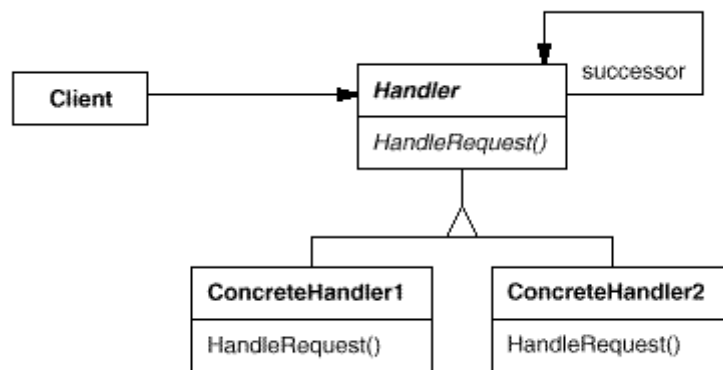 successor
Client
Handler
HandleRequest()
ConcreteHandler1
ConcreteHandler2
HandleRequest()
HandleRequest()